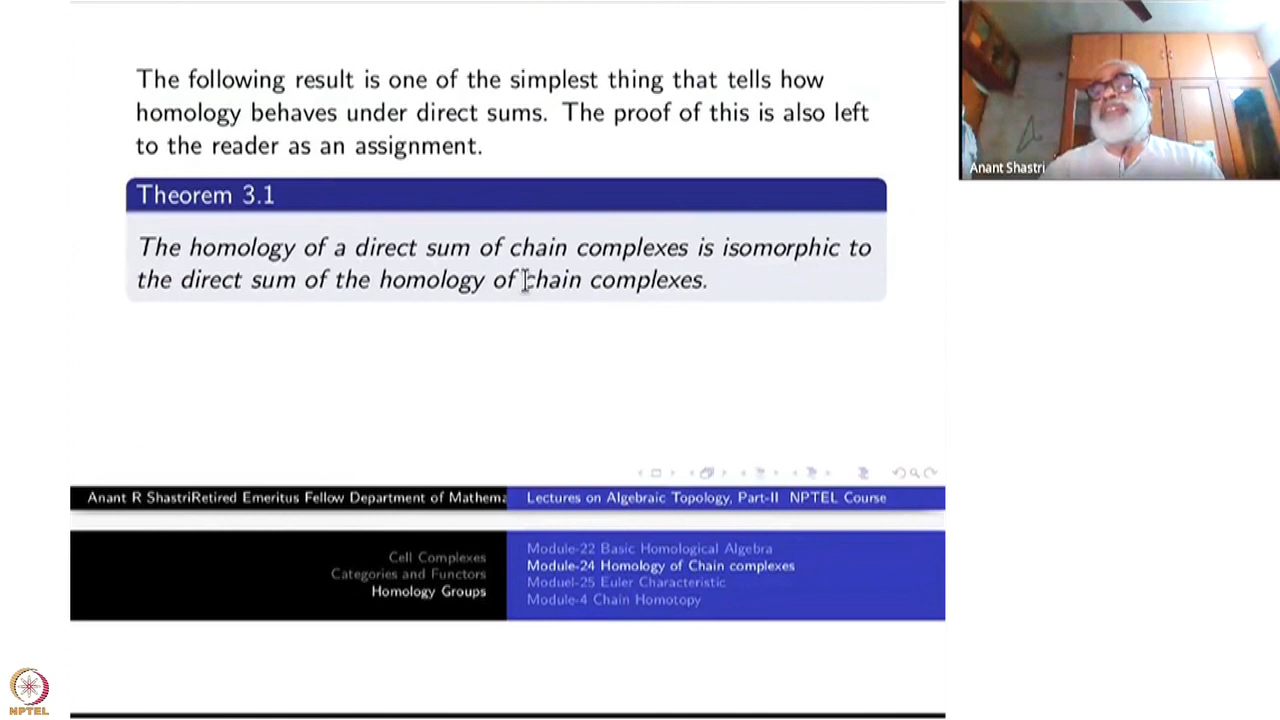 The following result is one of the simplest thing that tells how
homology behaves under direct sums. The proof of this is also left
to the reader as an assignment.
Theorem 3.1
The homology of a direct sum of chain complexes is isomorphic to
the direct sum of the homology of chain complexes.
Anant Shastri
Anant R ShastriRetired Emeritus Fellow Department of Mathema
Lectures on Algebraic Topology, Part-II NPTEL Course
Cell Complexes
Categories and Functors
Homology Groups
Module-22 Basic Homological Algebra
Module-24 Homology of Chain complexes
Moduel-25 Euler Characteristic
Module-4 Chain Homotopy
NPTEL